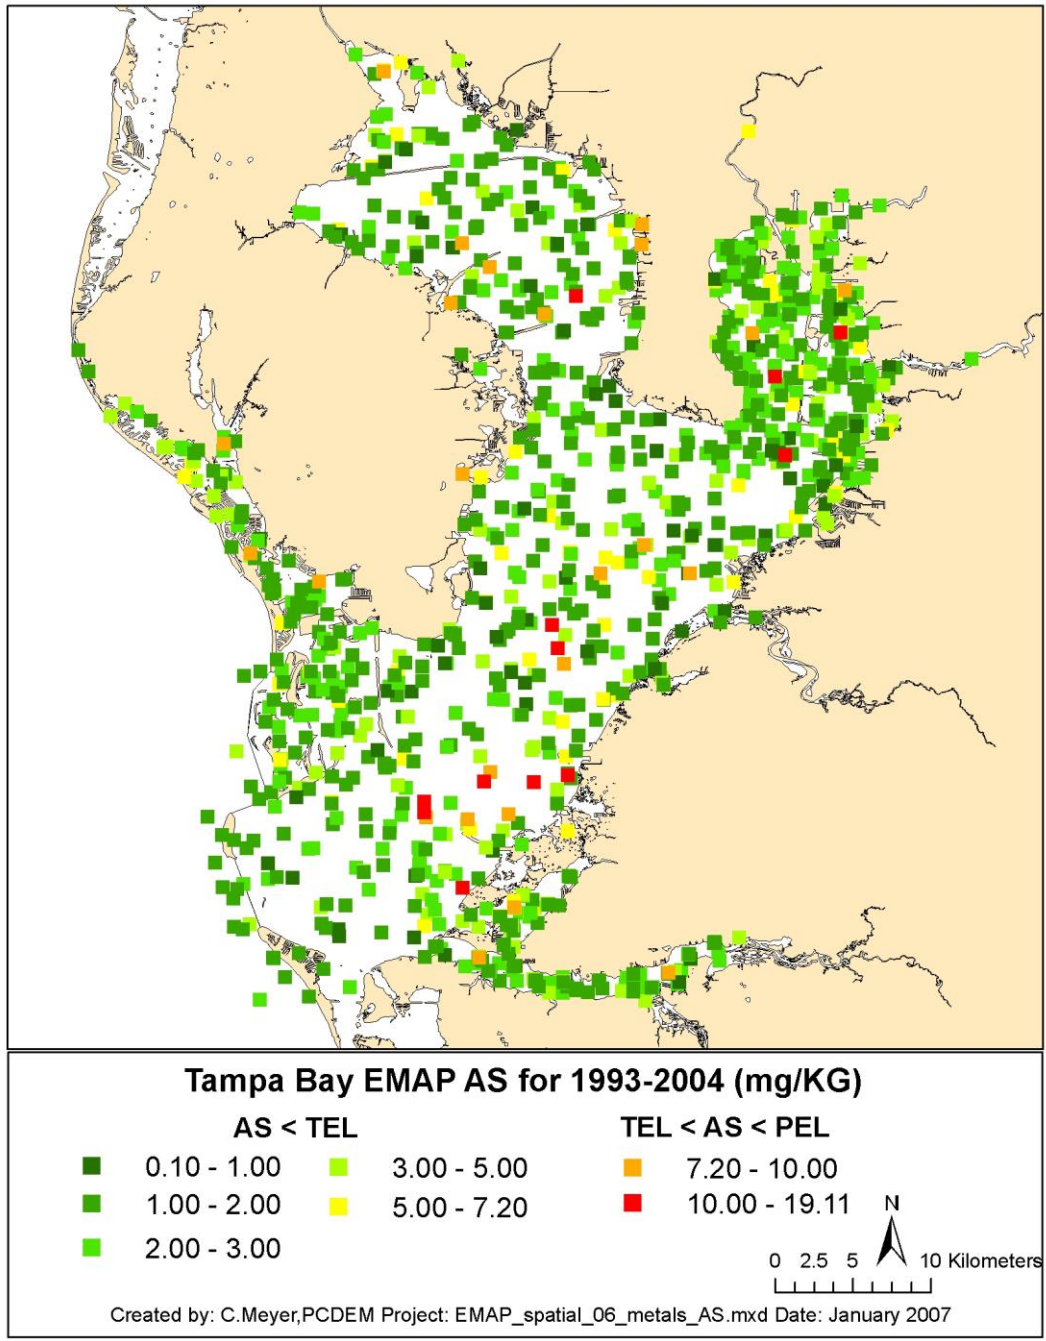 Tampa Bay EMAP AS for 1993-2004 (mg/KG)
AS < TEL
TEL < AS < PEL
0.10 - 1.00
3.00 - 5.00
7.20 - 10.00
1.00 - 2.00
5.00 - 7.20
10.00 - 19.11
2.00 - 3.00
N
0 2.5 5 10 Kilometers
Created by: C.Meyer,PCDEM Project: EMAP_spatial_06_metals_AS.mxd Date: January 2007